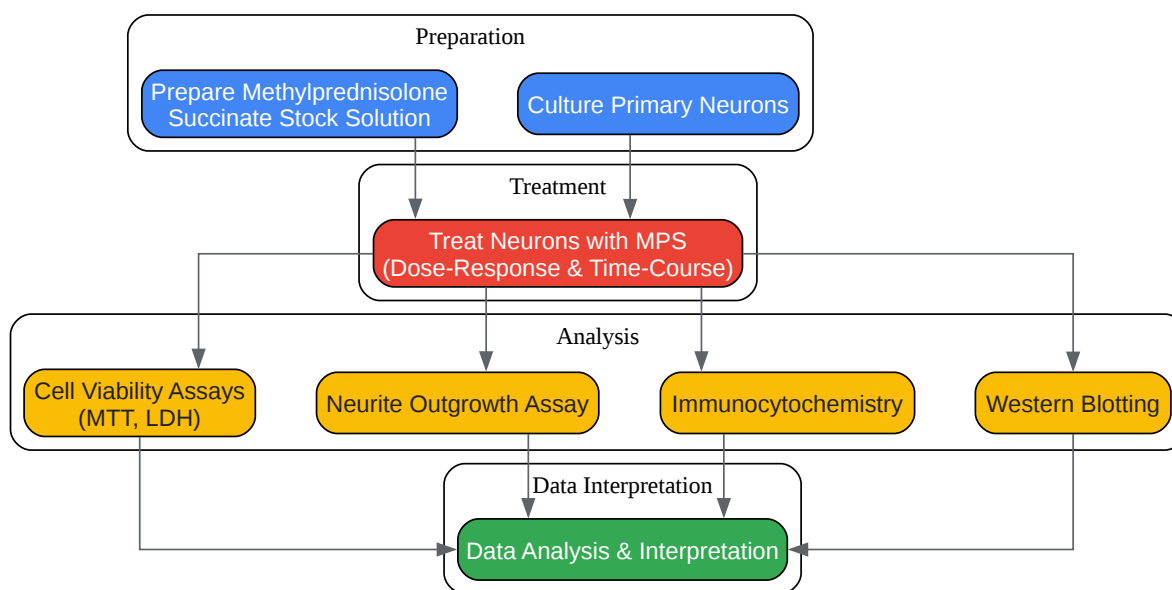 Preparation
Prepare Methylprednisolone
Succinate Stock Solution
Culture Primary Neurons
Treatment
Treat Neurons with MPS
(Dose-Response & Time-Course)
Analysis
Cell Viability Assays
(MTT, LDH)
Neurite Outgrowth Assay
Immunocytochemistry
Western Blotting
Data Interpretation
Data Analysis & Interpretation